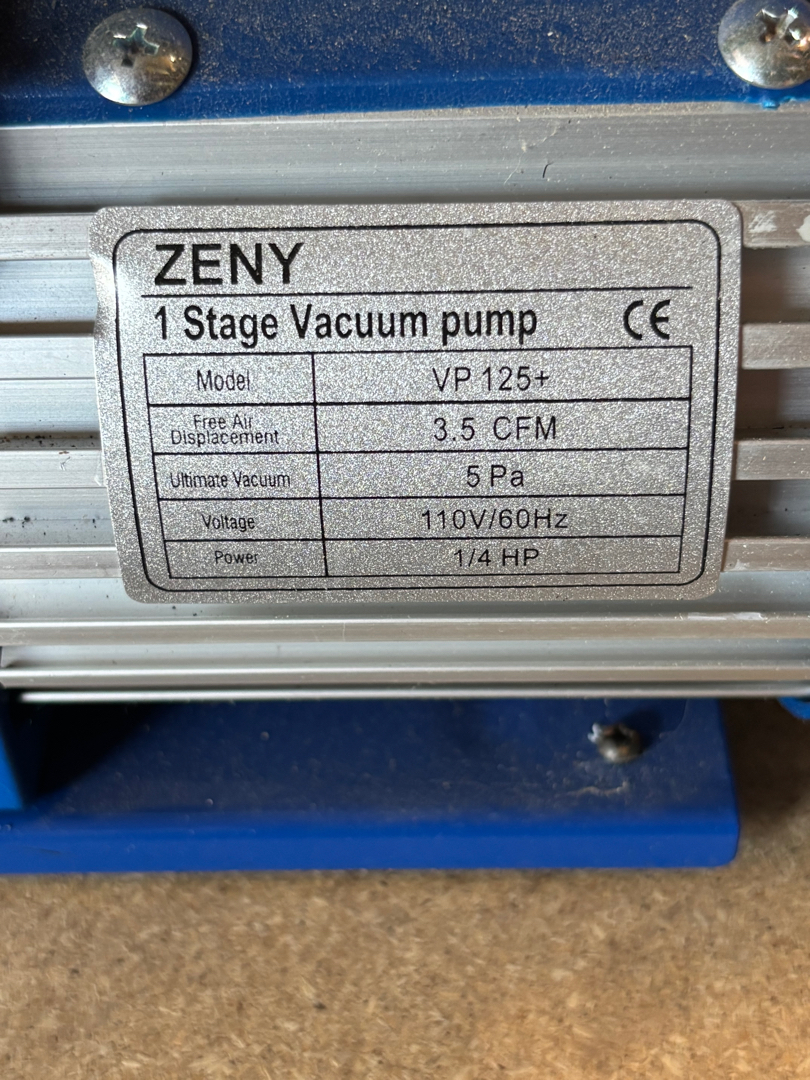 ZENY
1 Stage Vacuum pump CE
Model VP 125+
Free Air
Displacement 3.5 CFM
Ultimate Vacuum 5 Pa
Voltage 110V/60Hz
Power 1/4 HP